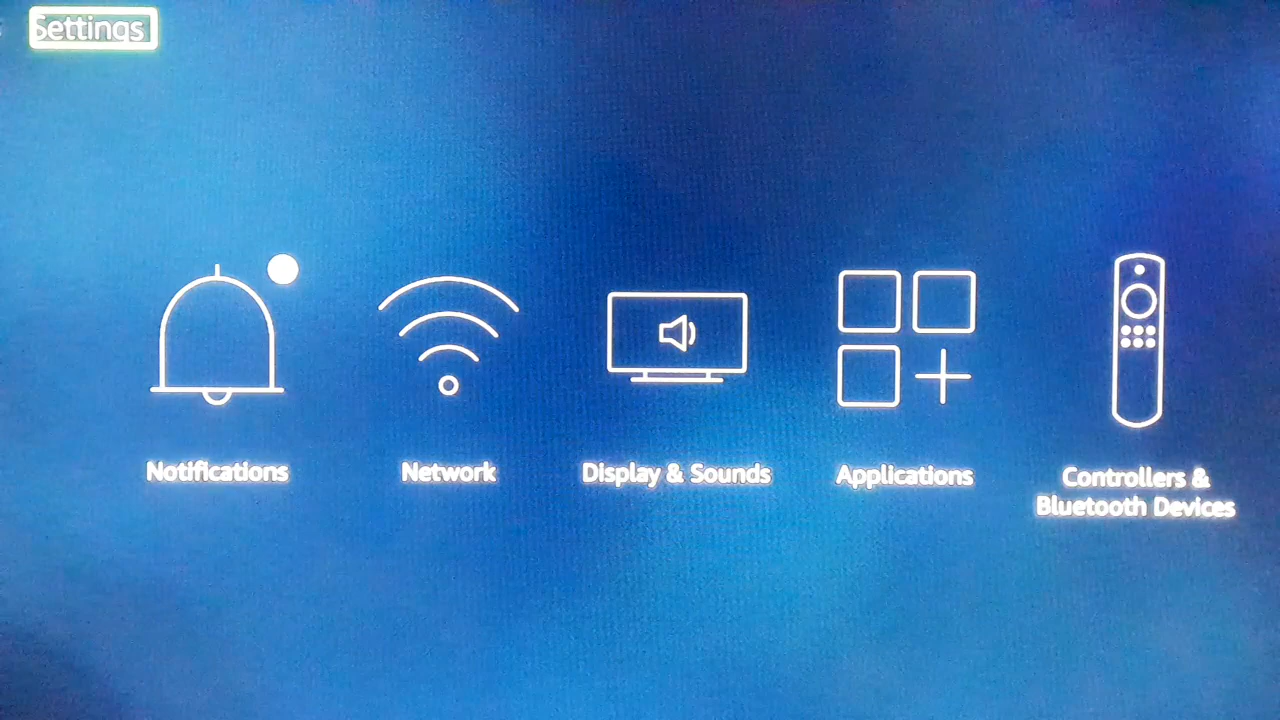 Settings
Notifications
Network
Display & Sounds
Applications
Controllers &
Bluetooth Devices